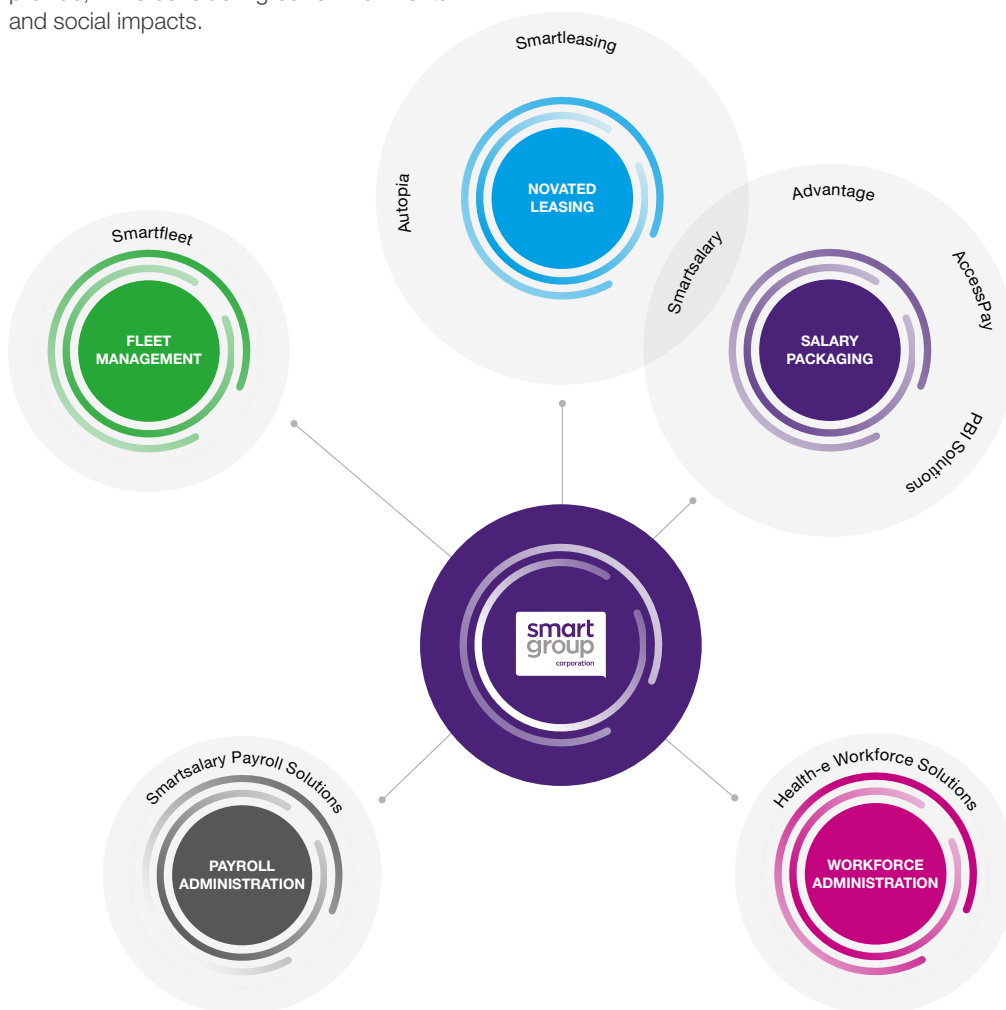 and social impacts.
Smartleasing
Autopia
NOVATED
LEASING
Smartsalary
Advantage
AccessPay
PBI Solutions
SALARY
PACKAGING
Smartfleet
FLEET
MANAGEMENT
smart
group
corporation
Smartsalary Payroll Solutions
PAYROLL
ADMINISTRATION
Health-e Workforce Solutions
WORKFORCE
ADMINISTRATION